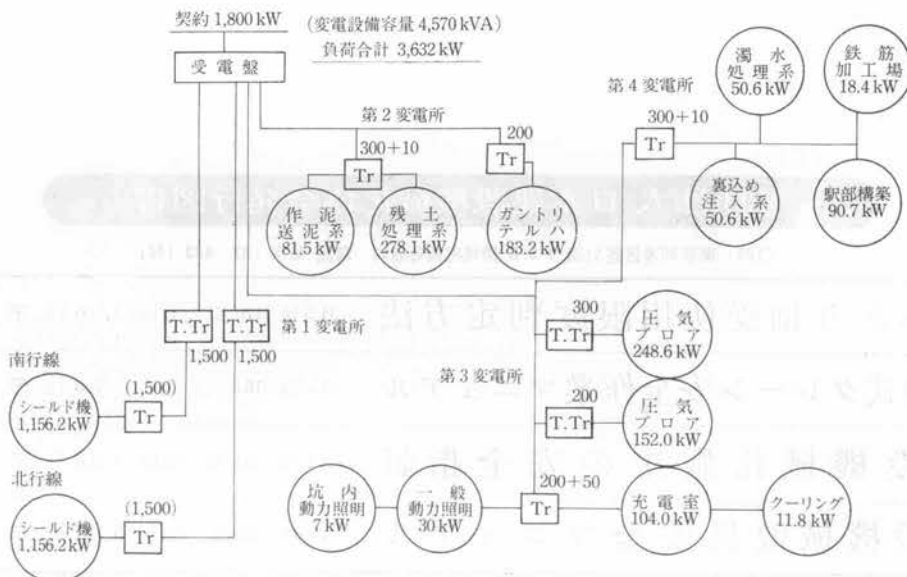 契約 1,800 kW
(変電設備容量 4,570 kVA)
負荷合計 3,632 kW
受電盤
第2変電所
300+10
Tr
200
Tr
作泥
送泥系
81.5 kW
残土
処理系
278.1 kW
ガントリ
テルハ
183.2 kW
第4変電所
300+10
Tr
濁水
処理系
50.6 kW
鉄筋
加工場
18.4 kW
裏込め
注入系
50.6 kW
駅部構築
90.7 kW
T.Tr
T.Tr
第1変電所
1,500
1,500
南行線
シールド機
1,156.2 kW
(1,500)
Tr
北行線
シールド機
1,156.2 kW
(1,500)
Tr
第3変電所
300
T.Tr
圧気
ブロア
248.6 kW
200
T.Tr
圧気
ブロア
152.0 kW
200+50
Tr
坑内
動力照明
7 kW
一般
動力照明
30 kW
充電室
104.0 kW
クーリング
11.8 kW